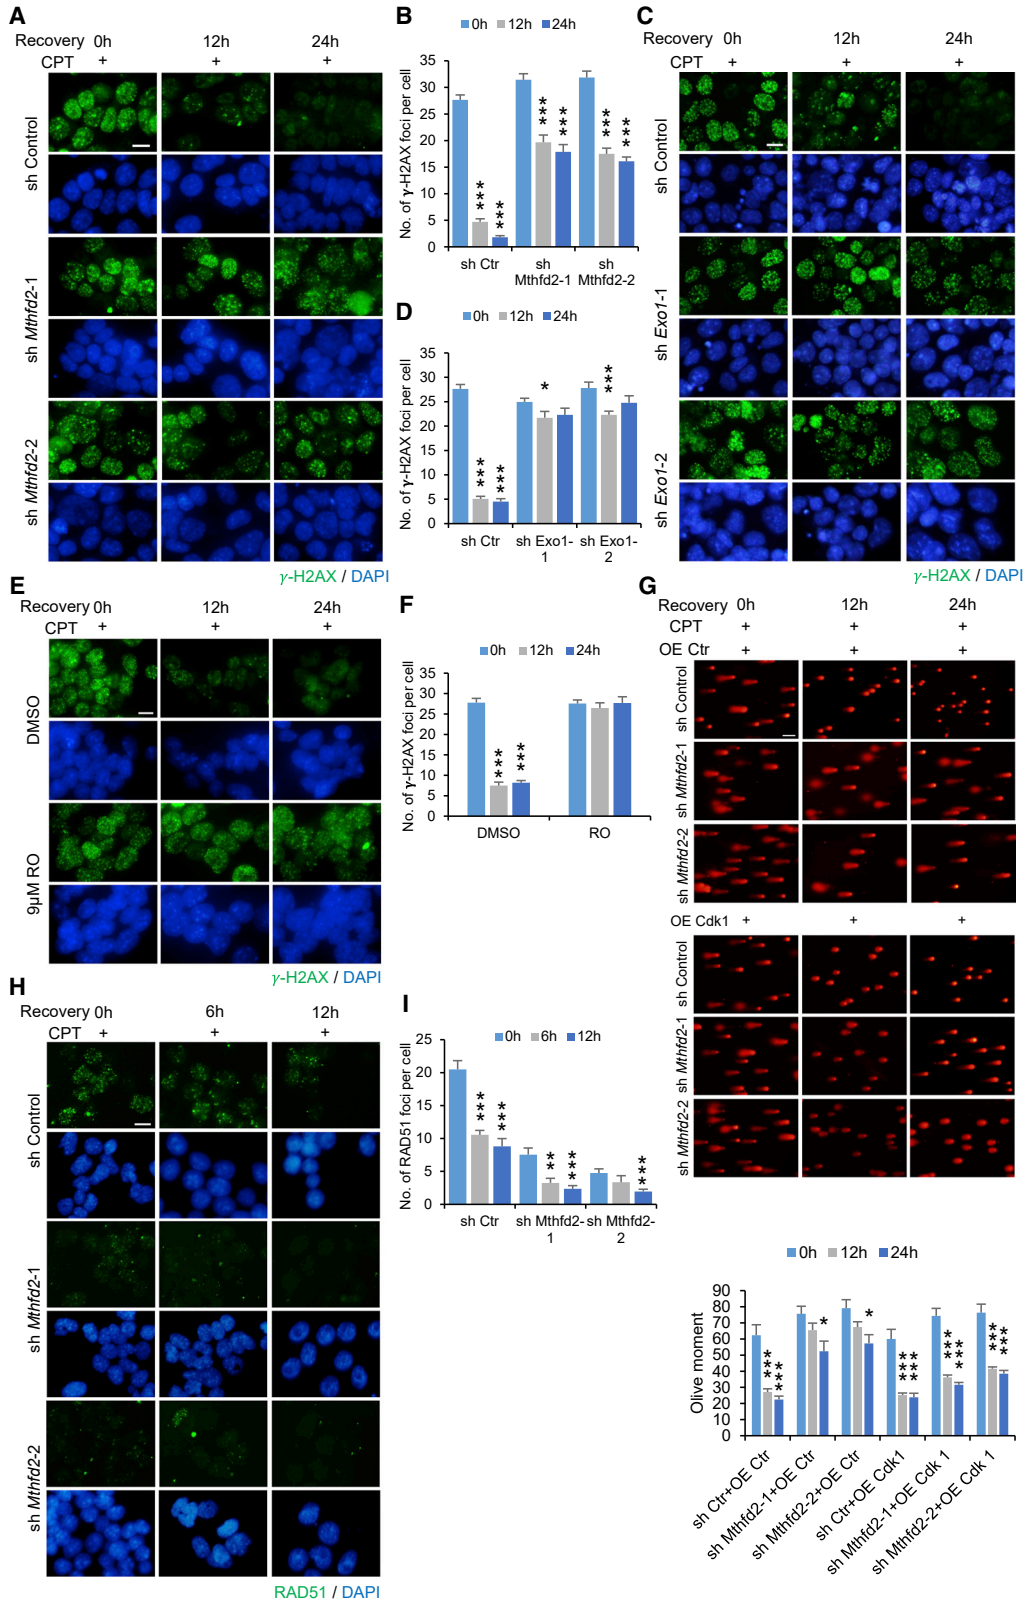 A
Recovery 0h 12h 24h
CPT + + +
sh Control
sh Mthfd2-1
sh Mthfd2-2
γ-H2AX / DAPI
B
0h 12h 24h
No. of γ-H2AX foci per cell
35
30
25
20
15
10
5
0
*** *** *** *** *** ***
sh Ctr sh Mthfd2-1 sh Mthfd2-2
C
Recovery 0h 12h 24h
CPT + + +
sh Control
sh Exo1-1
sh Exo1-2
γ-H2AX / DAPI
D
0h 12h 24h
No. of γ-H2AX foci per cell
35
30
25
20
15
10
5
0
*** *** * ***
sh Ctr sh Exo1-1 sh Exo1-2
E
Recovery 0h 12h 24h
CPT + + +
DMSO
9µM RO
γ-H2AX / DAPI
F
0h 12h 24h
No. of γ-H2AX foci per cell
35
30
25
20
15
10
5
0
*** ***
DMSO RO
G
Recovery 0h 12h 24h
CPT + + +
OE Ctr + + +
sh Control
sh Mthfd2-1
sh Mthfd2-2
OE Cdk1 + + +
sh Control
sh Mthfd2-1
sh Mthfd2-2
0h 12h 24h
Olive moment
90
80
70
60
50
40
30
20
10
0
*** *** * * *** *** *** *** *** ***
sh Ctr+OE Ctr
sh Mthfd2-1+OE Ctr
sh Mthfd2-2+OE Ctr
sh Ctr+OE Cdk1
sh Mthfd2-1+OE Cdk 1
sh Mthfd2-2+OE Cdk 1
H
Recovery 0h 6h 12h
CPT + + +
sh Control
sh Mthfd2-1
sh Mthfd2-2
RAD51 / DAPI
I
0h 6h 12h
No. of RAD51 foci per cell
25
20
15
10
5
0
*** *** ** *** ***
sh Ctr sh Mthfd2-1 sh Mthfd2-2